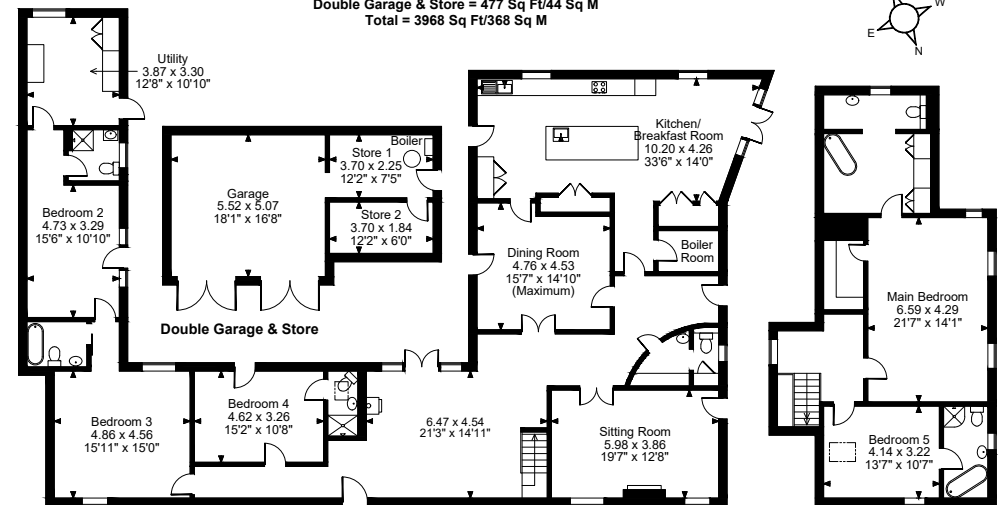 Double Garage & Store = 477 Sq Ft/44 Sq M
Total = 3968 Sq Ft/368 Sq M
W
E
N
Utility
3.87 x 3.30
12'8" x 10'10"
Kitchen/
Breakfast Room
10.20 x 4.26
33'6" x 14'0"
Boiler
Store 1
3.70 x 2.25
12'2" x 7'5"
Garage
5.52 x 5.07
18'1" x 16'8"
Store 2
3.70 x 1.84
12'2" x 6'0"
Bedroom 2
4.73 x 3.29
15'6" x 10'10"
Dining Room
4.76 x 4.53
15'7" x 14'10"
(Maximum)
Boiler
Room
Main Bedroom
6.59 x 4.29
21'7" x 14'1"
Double Garage & Store
Bedroom 3
4.86 x 4.56
15'11" x 15'0"
Bedroom 4
4.62 x 3.26
15'2" x 10'8"
6.47 x 4.54
21'3" x 14'11"
Sitting Room
5.98 x 3.86
19'7" x 12'8"
Bedroom 5
4.14 x 3.22
13'7" x 10'7"